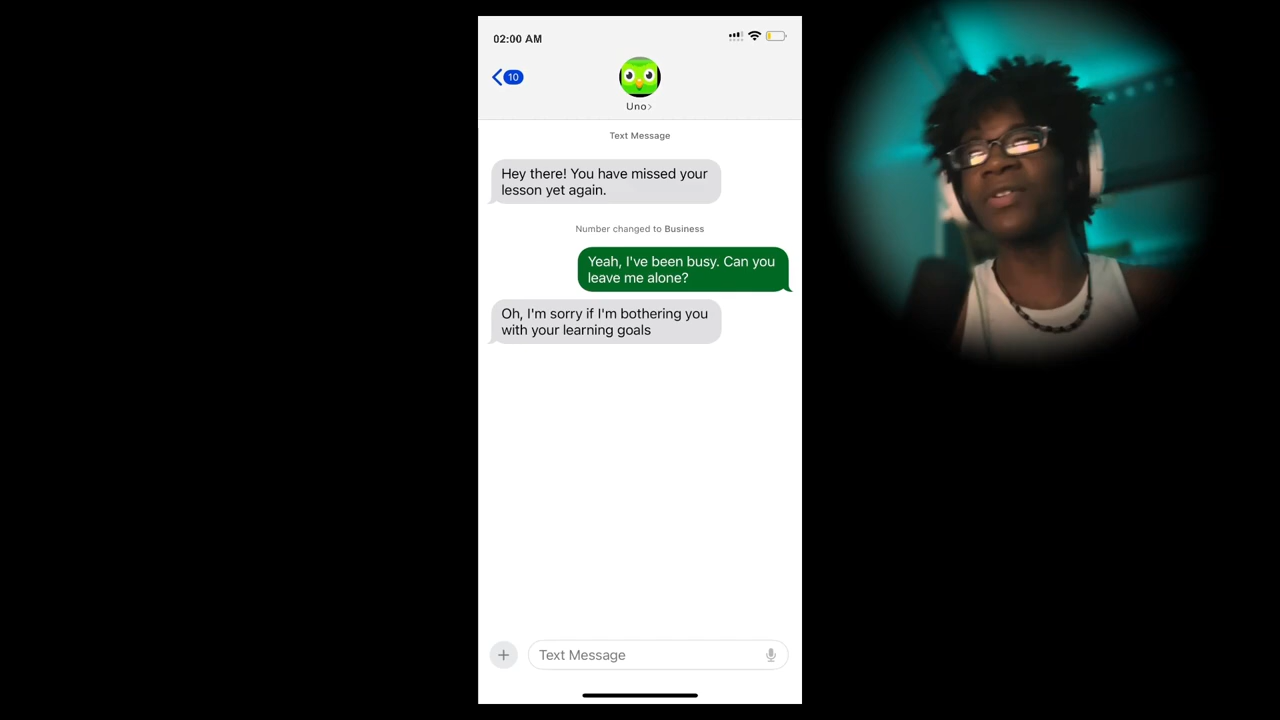 02:00 AM
10
Uno
Text Message
Hey there! You have missed your
lesson yet again.
Number changed to Business
Yeah, I've been busy. Can you
leave me alone?
Oh, I'm sorry if I'm bothering you
with your learning goals
Text Message